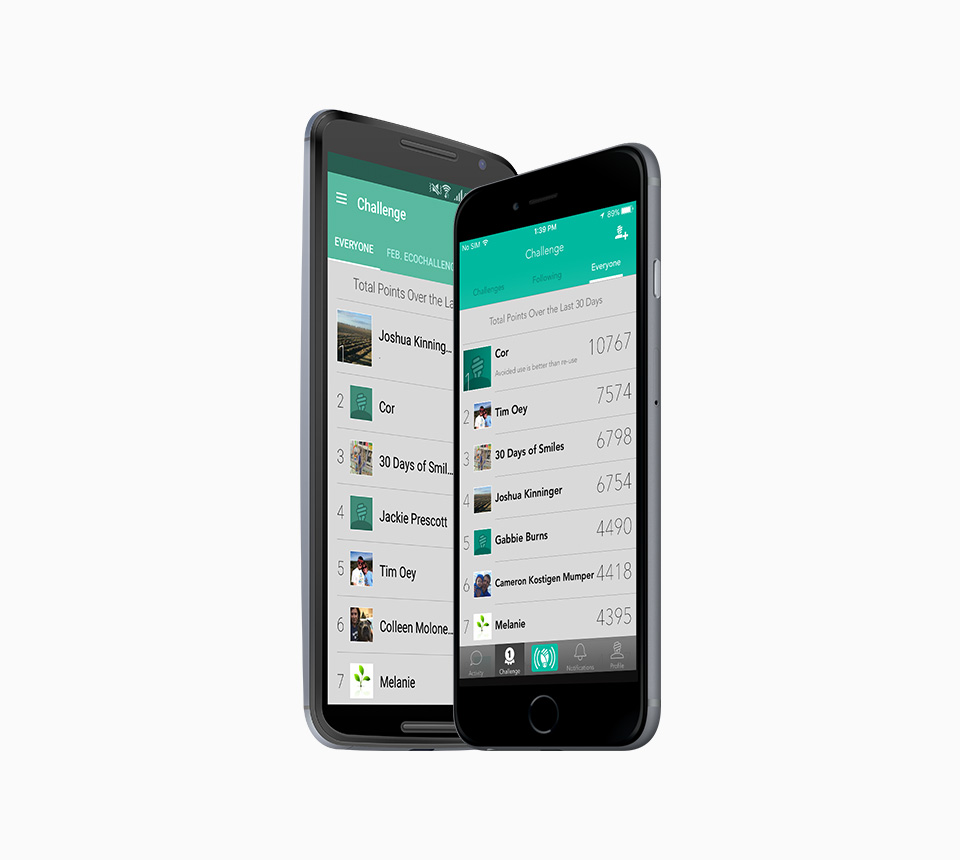 Challenge
EVERYONE FEB. ECOCHALLENG
Total Points Over the La
1 Joshua Kinning...
2 Cor
3 30 Days of Smil...
4 Jackie Prescott
5 Tim Oey
6 Colleen Molone...
7 Melanie
No SIM 1:39 PM 89%
Challenge
Challenges Following Everyone
Total Points Over the Last 30 Days
1 Cor 10767
Avoided use is better than re-use
2 Tim Oey 7574
3 30 Days of Smiles 6798
4 Joshua Kinninger 6754
5 Gabbie Burns 4490
6 Cameron Kostigen Mumper 4418
7 Melanie 4395
1
Activity Challenge Notifications Profile